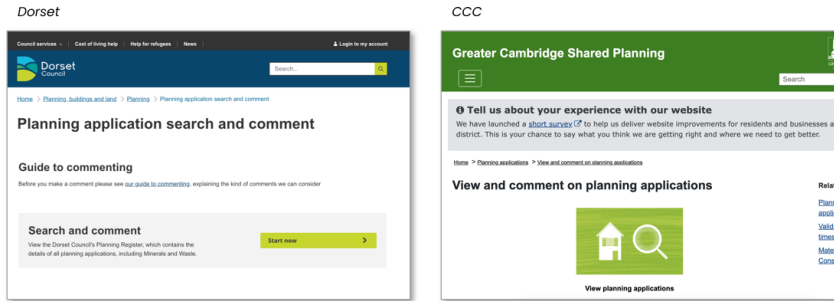 Dorset
Council services
Cost of living help
Help for refugees
News
Login to my account
Dorset
Council
Search...
Home > Planning, buildings and land > Planning > Planning application search and comment
Planning application search and comment
Guide to commenting
Before you make a comment please see our guide to commenting, explaining the kind of comments we can consider
Search and comment
View the Dorset Council's Planning Register, which contains the
details of all planning applications, including Minerals and Waste.
Start now
CCC
Greater Cambridge Shared Planning
Search
Tell us about your experience with our website
We have launched a short survey to help us deliver website improvements for residents and businesses a
district. This is your chance to say what you think we are getting right and where we need to get better.
Home > Planning applications > View and comment on planning applications
View and comment on planning applications
View planning applications
Relat
Plann
appli
Valid
times
Mate
Cons